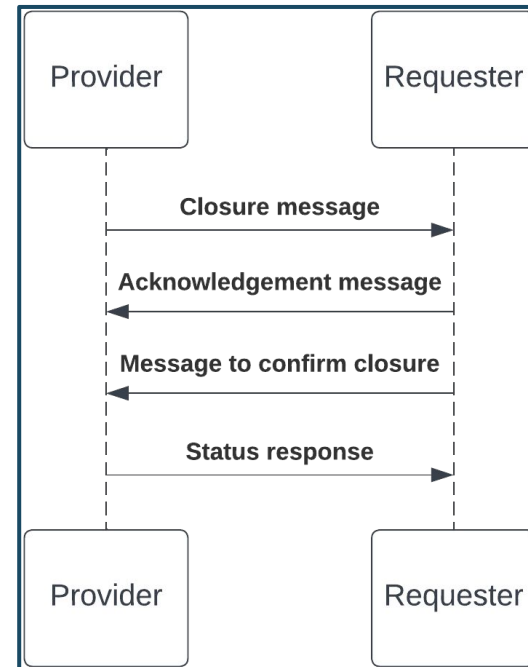 Provider
Requester
Closure message
Acknowledgement message
Message to confirm closure
Status response
Provider
Requester